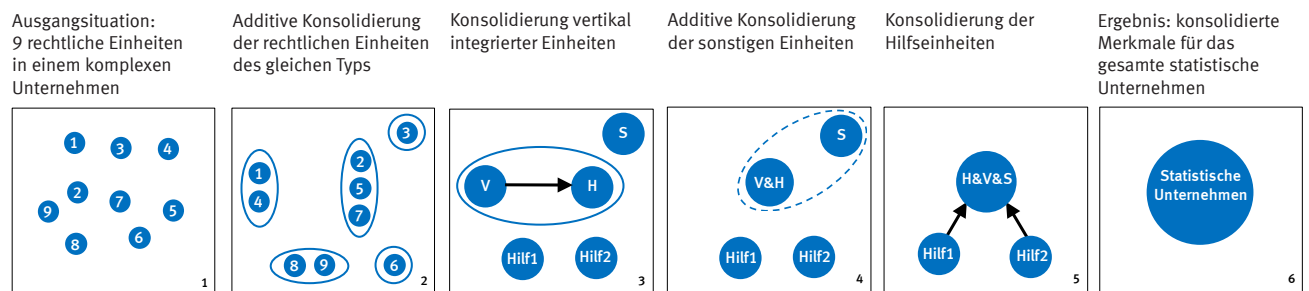 Ausgangsituation:
9 rechtliche Einheiten
in einem komplexen
Unternehmen
1
3
4
2
7
9
5
6
8
1
Additive Konsolidierung
der rechtlichen Einheiten
des gleichen Typs
3
1
2
4
5
7
8 9
6
2
Konsolidierung vertikal
integrierter Einheiten
S
V
H
Hilf1
Hilf2
3
Additive Konsolidierung
der sonstigen Einheiten
S
V&H
Hilf1
Hilf2
4
Konsolidierung der
Hilfseinheiten
H&V&S
Hilf1
Hilf2
5
Ergebnis: konsolidierte
Merkmale für das
gesamte statistische
Unternehmen
Statistische
Unternehmen
6